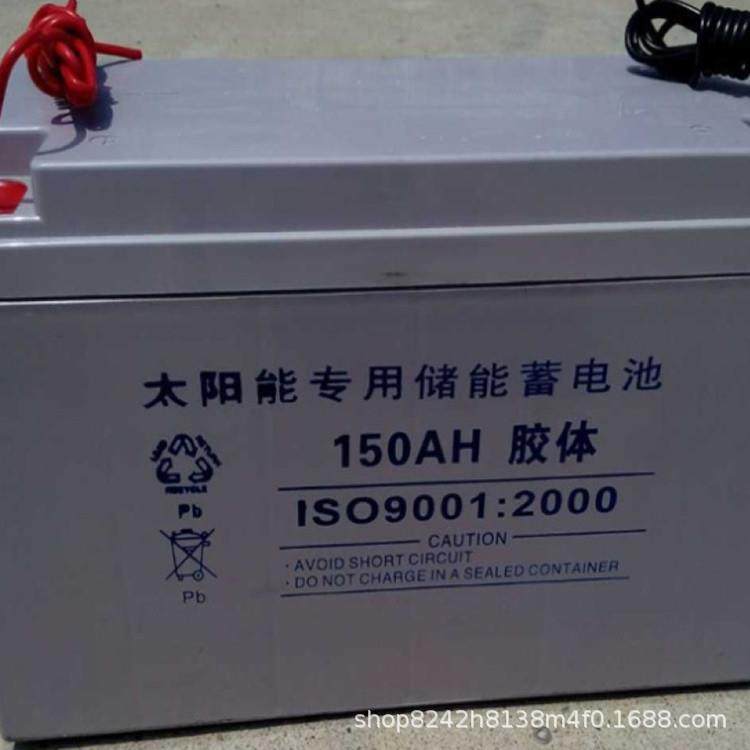 太阳能专用储能蓄电池
150AH 胶体
ISO9001:2000
CAUTION
· AVOID SHORT CIRCUIT
· DO NOT CHARGE IN A SEALED CONTAINER
RECYCLE
Pb
Pb
shop8242h8138m4f0.1688.com